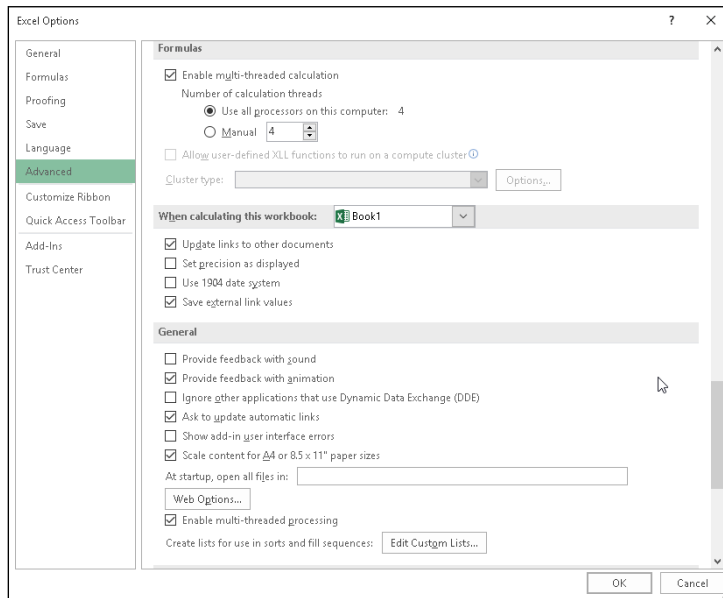 Excel Options
?
General
Formulas
Proofing
Save
Language
Advanced
Customize Ribbon
Quick Access Toolbar
Add-Ins
Trust Center
Formulas
Enable multi-threaded calculation
Number of calculation threads
Use all processors on this computer: 4
Manual 4
Allow user-defined XLL functions to run on a compute cluster
Cluster type: Options...
When calculating this workbook: Book1
Update links to other documents
Set precision as displayed
Use 1904 date system
Save external link values
General
Provide feedback with sound
Provide feedback with animation
Ignore other applications that use Dynamic Data Exchange (DDE)
Ask to update automatic links
Show add-in user interface errors
Scale content for A4 or 8.5 x 11" paper sizes
At startup, open all files in:
Web Options...
Enable multi-threaded processing
Create lists for use in sorts and fill sequences: Edit Custom Lists...
OK Cancel